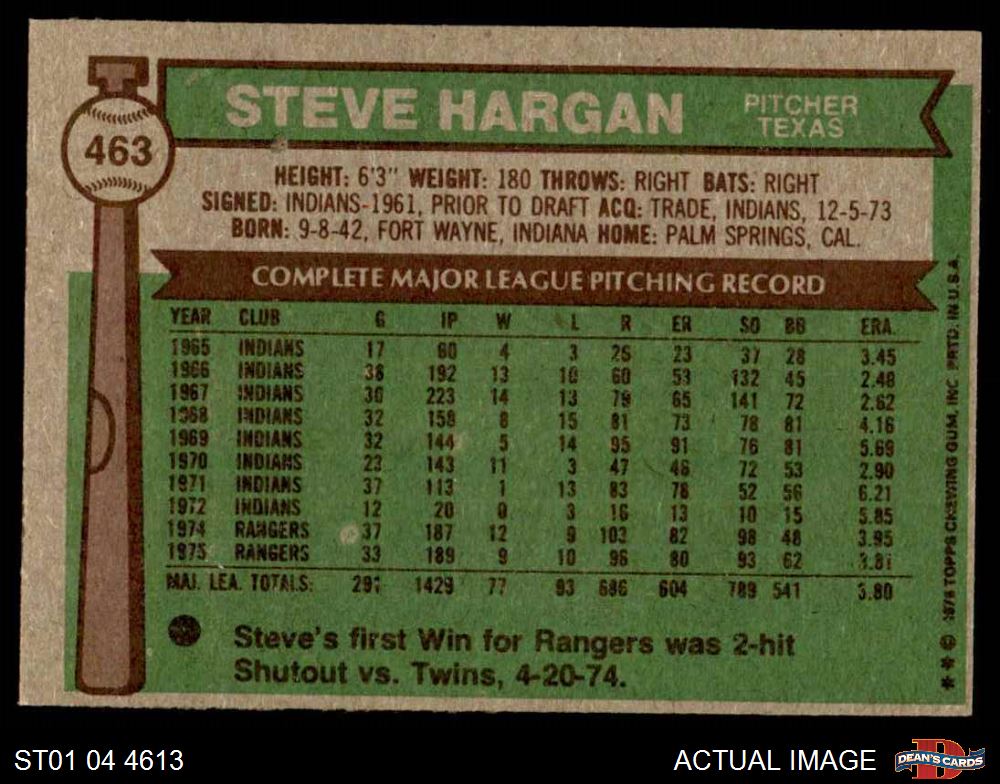 463
STEVE HARGAN
PITCHER
TEXAS
HEIGHT: 6'3" WEIGHT: 180 THROWS: RIGHT BATS: RIGHT
SIGNED: INDIANS-1961, PRIOR TO DRAFT ACQ: TRADE, INDIANS, 12-5-73
BORN: 9-8-42, FORT WAYNE, INDIANA HOME: PALM SPRINGS, CAL.
COMPLETE MAJOR LEAGUE PITCHING RECORD
YEAR CLUB G IP W L R ER SO BB ERA
1965 INDIANS 17 60 4 3 25 23 37 28 3.45
1966 INDIANS 38 192 13 10 60 53 132 45 2.48
1967 INDIANS 30 223 14 13 79 65 141 72 2.62
1968 INDIANS 32 158 8 15 81 73 78 81 4.16
1969 INDIANS 32 144 5 14 95 91 76 81 5.69
1970 INDIANS 23 143 11 3 47 46 72 53 2.90
1971 INDIANS 37 113 1 13 83 78 52 56 6.21
1972 INDIANS 12 20 0 3 16 13 10 15 5.85
1974 RANGERS 37 187 12 9 103 82 98 48 3.95
1975 RANGERS 33 189 9 10 96 80 93 62 3.81
MAJ. LEA. TOTALS: 291 1429 77 93 686 604 789 541 3.80
Steve's first Win for Rangers was 2-hit
Shutout vs. Twins, 4-20-74.
* * © 1976 TOPPS CHEWING GUM, INC. PRTD. IN U.S.A.
ST01 04 4613
ACTUAL IMAGE
D
DEAN'S CARDS